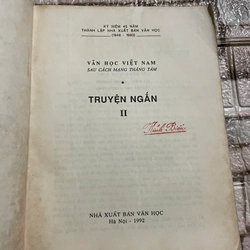 KỶ NIỆM 45 NĂM
THÀNH LẬP NHÀ XUẤT BẢN VĂN HỌC
(1948 - 1993)
VĂN HỌC VIỆT NAM
SAU CÁCH MẠNG THÁNG TÁM
TRUYỆN NGẮN
II
NHÀ XUẤT BẢN VĂN HỌC
Hà Nội - 1992